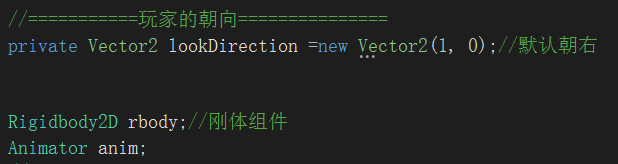 //===========玩家的朝向===============
private Vector2 lookDirection =new Vector2(1, 0);//默认朝右
Rigidbody2D rbody;//刚体组件
Animator anim;